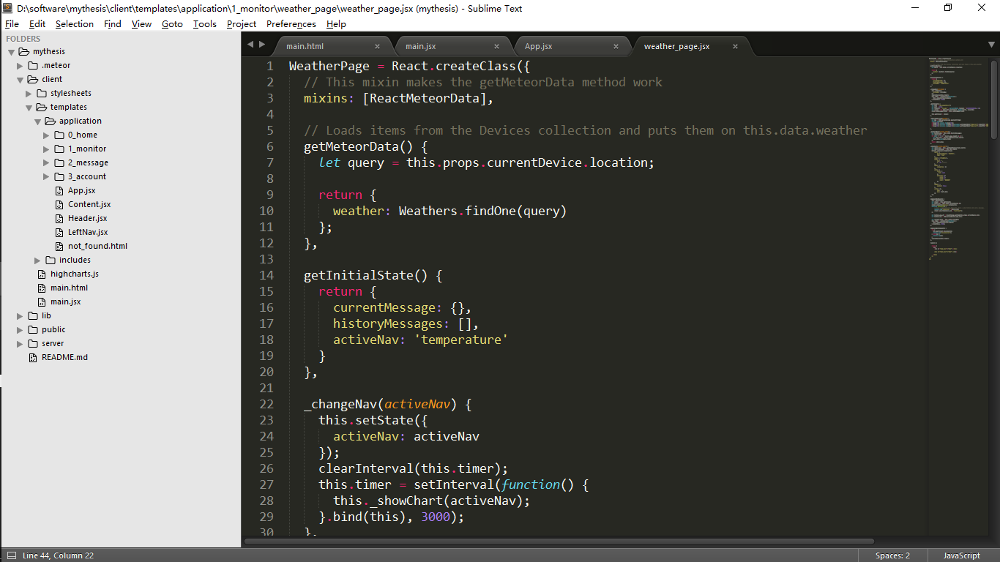 D:\software\mythesis\client\templates\application\1_monitor\weather_page\weather_page.jsx (mythesis) - Sublime Text
File Edit Selection Find View Goto Tools Project Preferences Help
FOLDERS
mythesis
.meteor
client
stylesheets
templates
application
0_home
1_monitor
2_message
3_account
App.jsx
Content.jsx
Header.jsx
LeftNav.jsx
not_found.html
includes
highcharts.js
main.html
main.jsx
lib
public
server
README.md
main.html × main.jsx × App.jsx × weather_page.jsx ×
1 WeatherPage = React.createClass({
2 // This mixin makes the getMeteorData method work
3 mixins: [ReactMeteorData],
4
5 // Loads items from the Devices collection and puts them on this.data.weather
6 getMeteorData() {
7 let query = this.props.currentDevice.location;
8
9 return {
10 weather: Weathers.findOne(query)
11 };
12 },
13
14 getInitialState() {
15 return {
16 currentMessage: {},
17 historyMessages: [],
18 activeNav: 'temperature'
19 }
20 },
21
22 _changeNav(activeNav) {
23 this.setState({
24 activeNav: activeNav
25 });
26 clearInterval(this.timer);
27 this.timer = setInterval(function() {
28 this._showChart(activeNav);
29 }.bind(this), 3000);
30 },
Line 44, Column 22
Spaces: 2
JavaScript